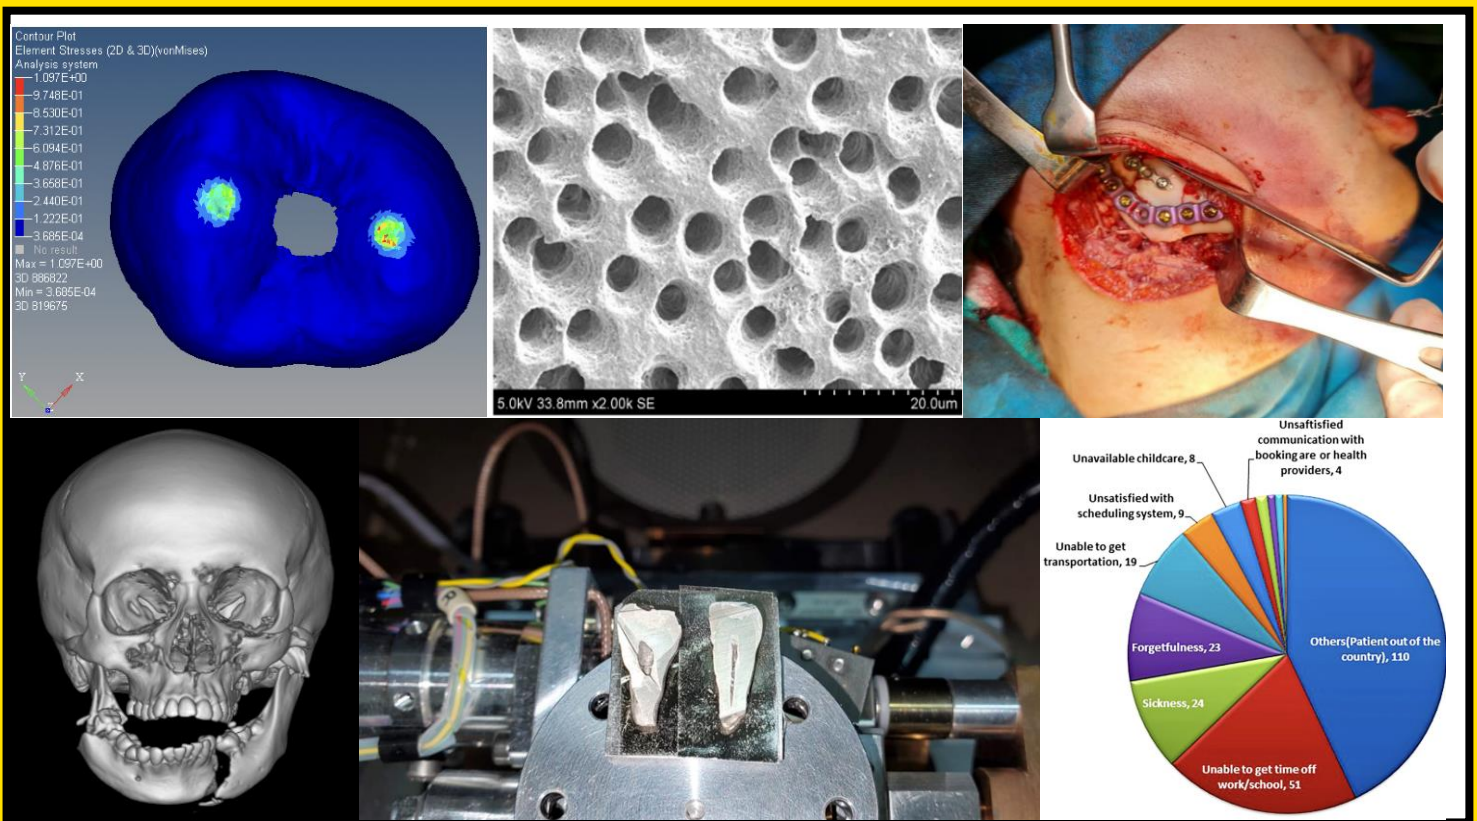 Contour Plot
Element Stresses (2D & 3D)(vonMises)
Analysis system
1.097E+00
9.748E-01
8.530E-01
7.312E-01
6.094E-01
4.876E-01
3.658E-01
2.440E-01
1.222E-01
3.685E-04
No result
Max = 1.097E+00
3D 886822
Min = 3.685E-04
3D 819675
Y
X
5.0kV 33.8mm x2.00k SE
20.0um
Unsaftisfied
communication with
booking are or health
providers, 4
Unavailable childcare, 8
Unsatisfied with
scheduling system, 9
Unable to get
transportation, 19
Forgetfulness, 23
Sickness, 24
Others(Patient out of the
country), 110
Unable to get time off
work/school, 51